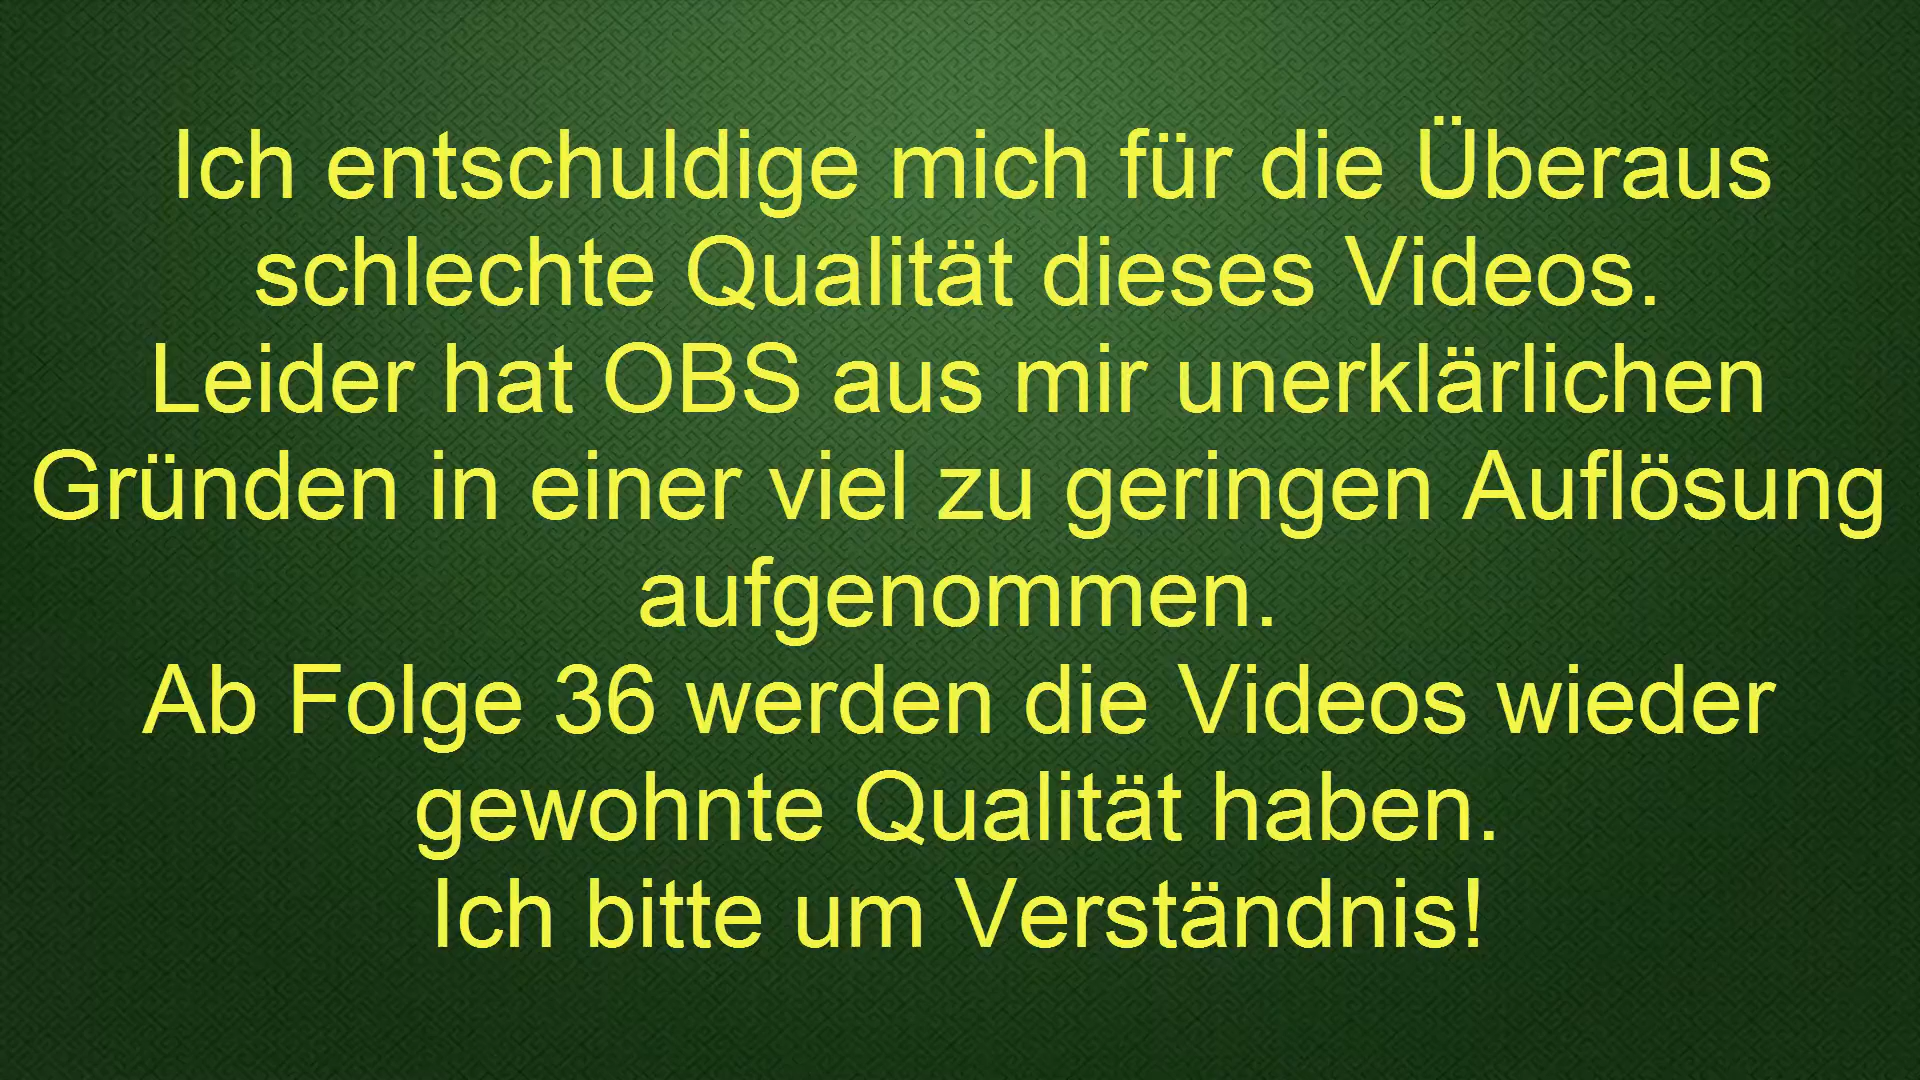 Ich entschuldige mich für die Überaus
schlechte Qualität dieses Videos.
Leider hat OBS aus mir unerklärlichen
Gründen in einer viel zu geringen Auflösung
aufgenommen.
Ab Folge 36 werden die Videos wieder
gewohnte Qualität haben.
Ich bitte um Verständnis!